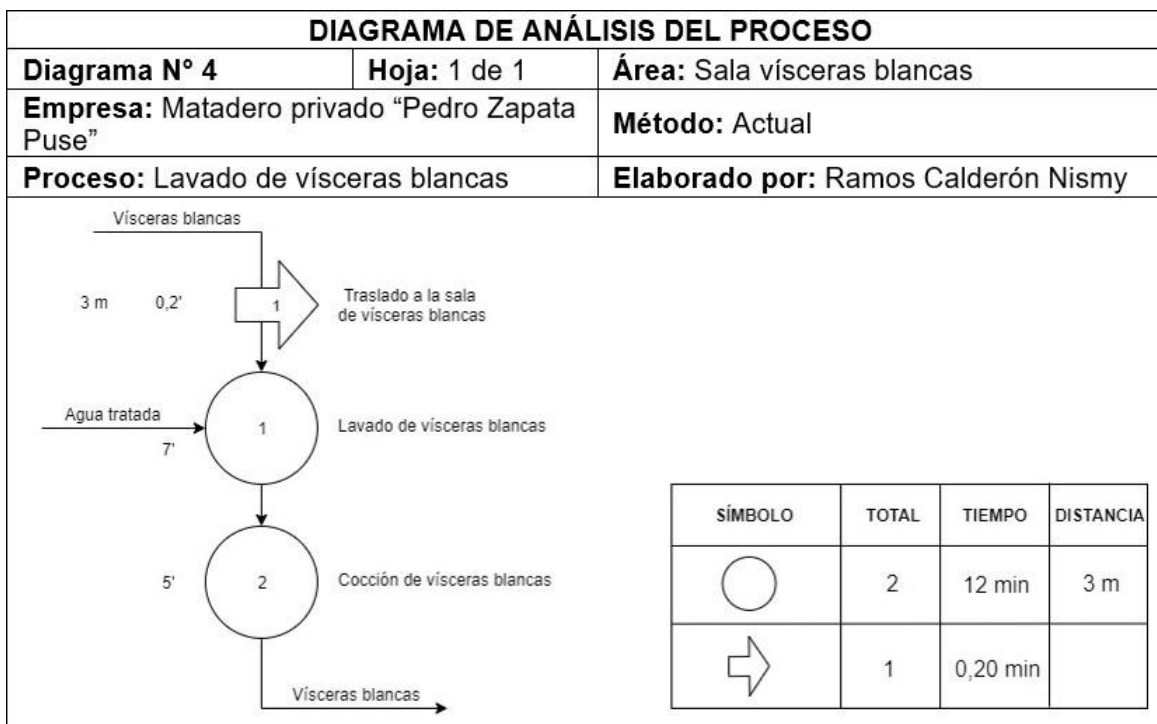 DIAGRAMA DE ANÁLISIS DEL PROCESO
Diagrama N° 4
Hoja: 1 de 1
Área: Sala vísceras blancas
Empresa: Matadero privado “Pedro Zapata
Puse”
Método: Actual
Proceso: Lavado de vísceras blancas
Elaborado por: Ramos Calderón Nismy
Vísceras blancas
3 m
0,2'
1
Traslado a la sala
de vísceras blancas
Agua tratada
7'
1
Lavado de vísceras blancas
5'
2
Cocción de vísceras blancas
Vísceras blancas
SÍMBOLO TOTAL TIEMPO DISTANCIA
2 12 min 3 m
1 0,20 min